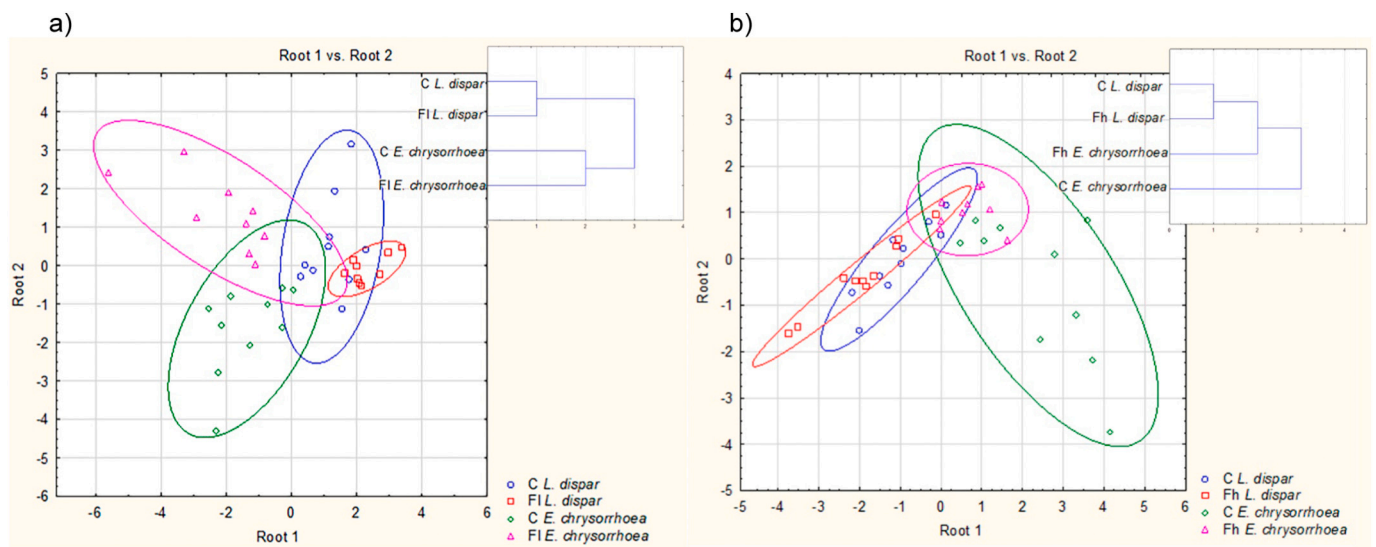 a)
Root 1 vs. Root 2
0 1 2 3 4
C L. dispar
Fl L. dispar
C E. chrysorrhoea
Fl E. chrysorrhoea
5
4
3
2
1
0
-1
-2
-3
-4
-5
-6
Root 2
-6 -4 -2 0 2 4 6
Root 1
C L. dispar
Fl L. dispar
C E. chrysorrhoea
Fl E. chrysorrhoea
b)
Root 1 vs. Root 2
0 1 2 3 4
C L. dispar
Fh L. dispar
Fh E. chrysorrhoea
C E. chrysorrhoea
4
3
2
1
0
-1
-2
-3
-4
-5
Root 2
-5 -4 -3 -2 -1 0 1 2 3 4 5 6
Root 1
C L. dispar
Fh L. dispar
C E. chrysorrhoea
Fh E. chrysorrhoea